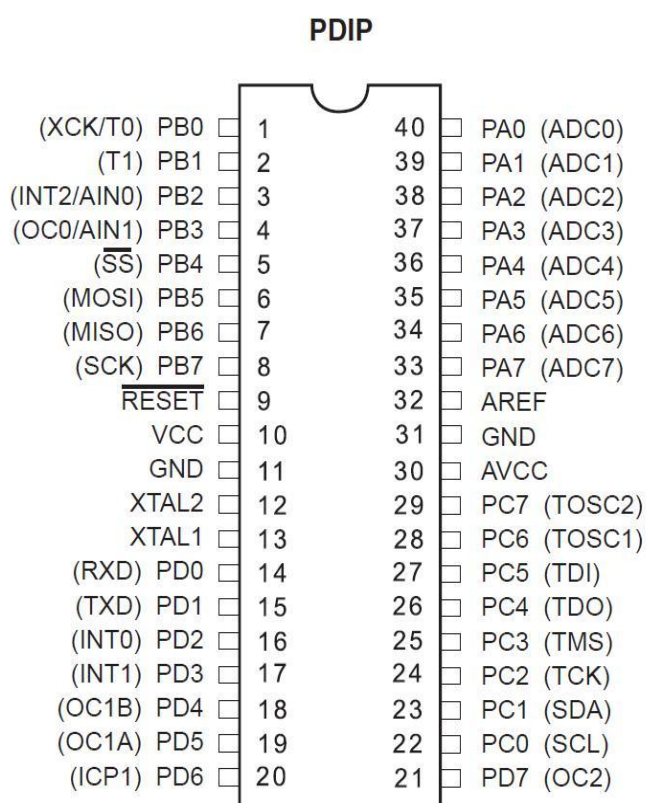 PDIP
(XCK/T0) PB0 1 40 PA0 (ADC0)
(T1) PB1 2 39 PA1 (ADC1)
(INT2/AIN0) PB2 3 38 PA2 (ADC2)
(OC0/AIN1) PB3 4 37 PA3 (ADC3)
(SS) PB4 5 36 PA4 (ADC4)
(MOSI) PB5 6 35 PA5 (ADC5)
(MISO) PB6 7 34 PA6 (ADC6)
(SCK) PB7 8 33 PA7 (ADC7)
RESET 9 32 AREF
VCC 10 31 GND
GND 11 30 AVCC
XTAL2 12 29 PC7 (TOSC2)
XTAL1 13 28 PC6 (TOSC1)
(RXD) PD0 14 27 PC5 (TDI)
(TXD) PD1 15 26 PC4 (TDO)
(INT0) PD2 16 25 PC3 (TMS)
(INT1) PD3 17 24 PC2 (TCK)
(OC1B) PD4 18 23 PC1 (SDA)
(OC1A) PD5 19 22 PC0 (SCL)
(ICP1) PD6 20 21 PD7 (OC2)